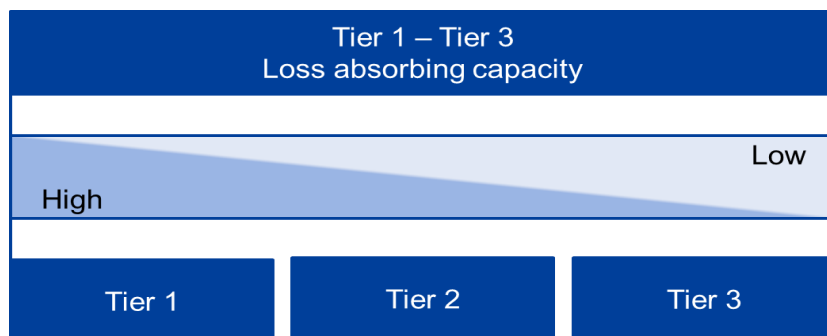 Tier 1 – Tier 3
Loss absorbing capacity
Low
High
Tier 1
Tier 2
Tier 3